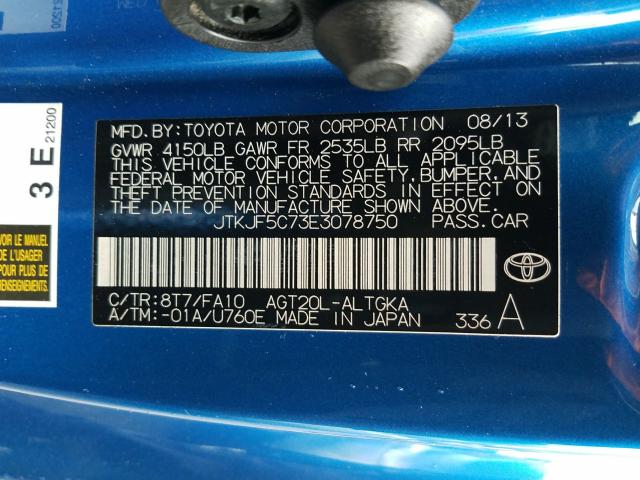 MFD.BY:TOYOTA MOTOR CORPORATION 08/13
GVWR 4150LB GAWR FR 2535LB RR 2095LB
THIS VEHICLE CONFORMS TO ALL APPLICABLE
FEDERAL MOTOR VEHICLE SAFETY,BUMPER,AND
THEFT PREVENTION STANDARDS IN EFFECT ON
THE DATE OF MANUFACTURE SHOWN ABOVE.
JTKJF5C73E3078750 PASS.CAR
C/TR:8T7/FA10 AGT20L-ALTGKA
A/TM:-01A/U760E MADE IN JAPAN 336 A
3 E
21200
VOIR LE MANUEL
DE L'USAGER
POUR PLUS DE
RENSEIGNEMENTS